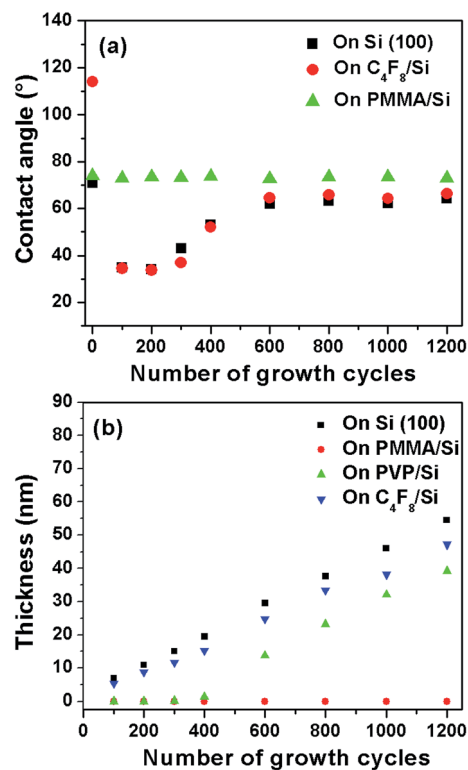 140
120
100
80
60
40
20
0
200
400
600
800
1000
1200
Contact angle (°)
Number of growth cycles
(a)
On Si (100)
On C₄F₈/Si
On PMMA/Si
90
80
70
60
50
40
30
20
10
0
0
200
400
600
800
1000
1200
Thickness (nm)
Number of growth cycles
(b)
On Si (100)
On PMMA/Si
On PVP/Si
On C₄F₈/Si